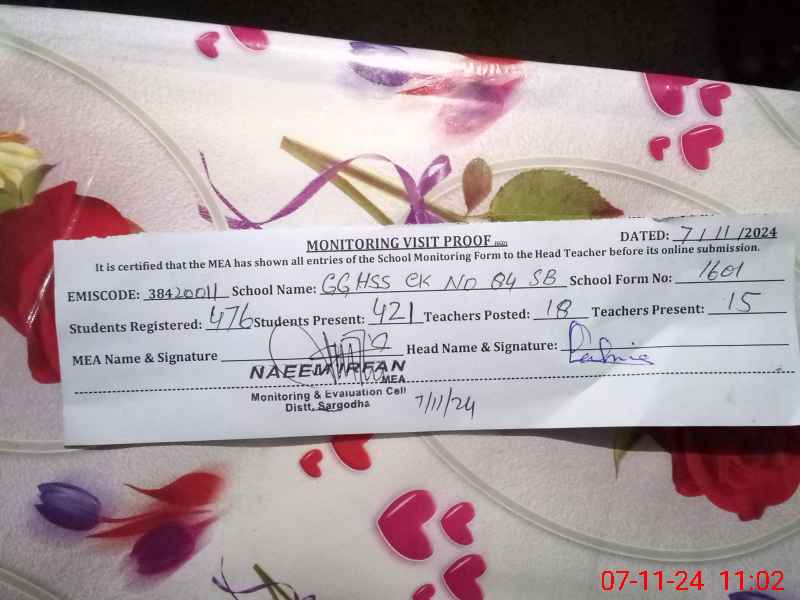 MONITORING VISIT PROOF
DATED: 7/11/2024
It is certified that the MEA has shown all entries of the School Monitoring Form to the Head Teacher before its online submission.
EMISCODE: 38420011 School Name: GGHSS CK NO 84 SB School Form No: 1601
Students Registered: 476 Students Present: 421 Teachers Posted: 18 Teachers Present: 15
MEA Name & Signature Head Name & Signature:
NAEEM IRFAN
MEA
Monitoring & Evaluation Cell
Distt. Sargodha
7/11/24
07-11-24 11:02